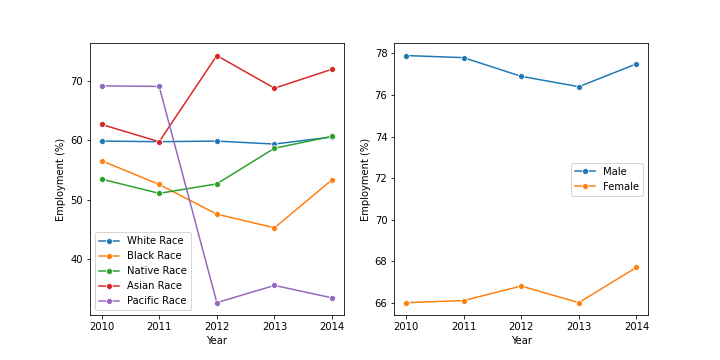 Employment (%)
70
60
50
40
White Race
Black Race
Native Race
Asian Race
Pacific Race
2010 2011 2012 2013 2014
Year
Employment (%)
78
76
74
72
70
68
66
Male
Female
2010 2011 2012 2013 2014
Year